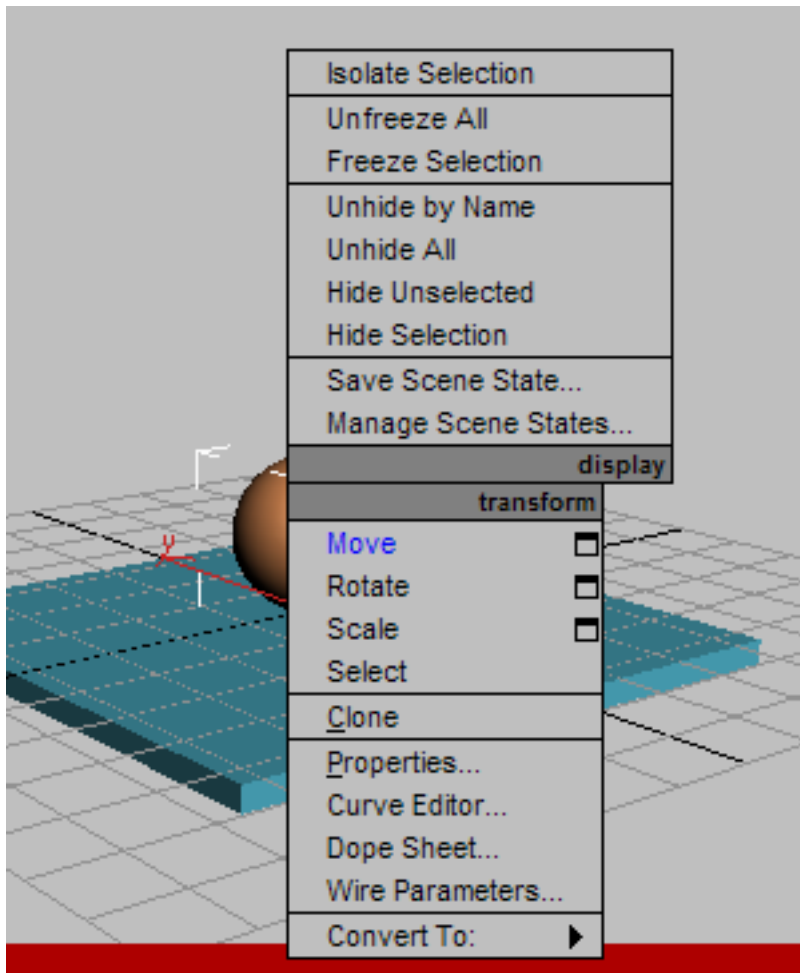 Isolate Selection
Unfreeze All
Freeze Selection
Unhide by Name
Unhide All
Hide Unselected
Hide Selection
Save Scene State...
Manage Scene States...
display
transform
Move
Rotate
Scale
Select
Clone
Properties...
Curve Editor...
Dope Sheet...
Wire Parameters...
Convert To:
y